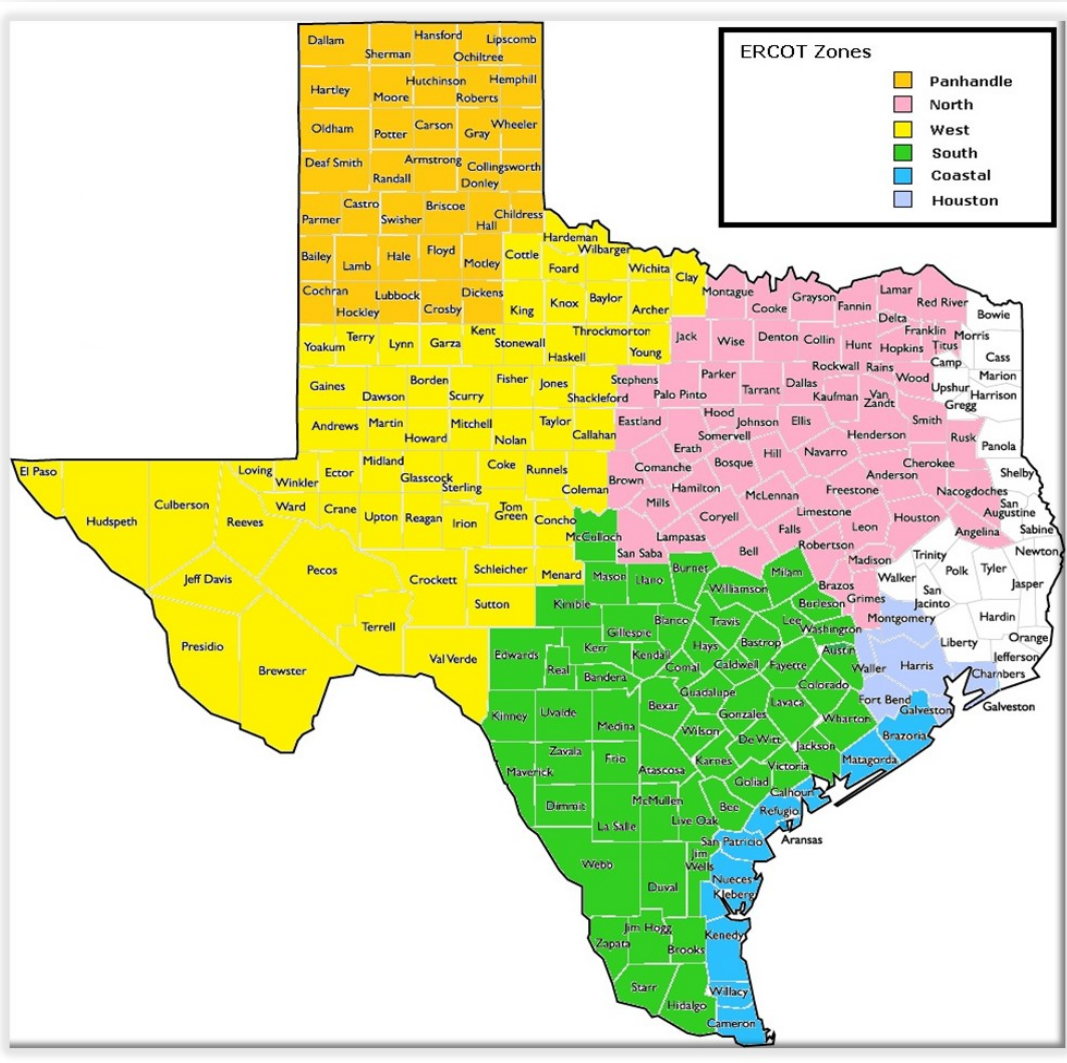 ERCOT Zones
Panhandle
North
West
South
Coastal
Houston
Dallam
Sherman
Hansford
Ochiltree
Lipscomb
Hartley
Moore
Hutchinson
Roberts
Hemphill
Oldham
Potter
Carson
Gray
Wheeler
Deaf Smith
Randall
Armstrong
Donley
Collingsworth
Parmer
Castro
Swisher
Briscoe
Hall
Childress
Bailey
Lamb
Hale
Floyd
Motley
Cottle
Hardeman
Foard
Wilbarger
Wichita
Clay
Cochran
Hockley
Lubbock
Crosby
Dickens
King
Knox
Baylor
Archer
Montague
Cooke
Grayson
Fannin
Lamar
Delta
Red River
Bowie
Yoakum
Terry
Lynn
Garza
Kent
Stonewall
Haskell
Throckmorton
Young
Jack
Wise
Denton
Collin
Hunt
Hopkins
Franklin
Titus
Morris
Camp
Cass
Marion
Gaines
Dawson
Borden
Scurry
Fisher
Jones
Shackleford
Stephens
Palo Pinto
Parker
Tarrant
Dallas
Rockwall
Kaufman
Rains
Van
Zandt
Wood
Upshur
Gregg
Harrison
Andrews
Martin
Howard
Mitchell
Nolan
Taylor
Callahan
Eastland
Erath
Hood
Somervell
Johnson
Ellis
Henderson
Smith
Rusk
Panola
El Paso
Hudspeth
Culberson
Reeves
Loving
Winkler
Ward
Ector
Crane
Midland
Upton
Glasscock
Reagan
Sterling
Irion
Coke
Tom
Green
Runnels
Concho
Coleman
Brown
Comanche
Mills
Hamilton
Bosque
Hill
Navarro
McLennan
Limestone
Freestone
Anderson
Cherokee
Nacogdoches
Shelby
San
Augustine
Sabine
Angelina
Houston
Leon
Falls
Coryell
Lampasas
Bell
Robertson
Madison
McCulloch
San Saba
Jeff Davis
Pecos
Crockett
Schleicher
Menard
Sutton
Mason
Llano
Burnet
Williamson
Milam
Brazos
Grimes
Walker
Trinity
Polk
Tyler
Newton
Jasper
San
Jacinto
Hardin
Presidio
Brewster
Terrell
Val Verde
Kimble
Gillespie
Blanco
Travis
Lee
Burleson
Washington
Montgomery
Liberty
Orange
Jefferson
Chambers
Edwards
Real
Kerr
Bandera
Kendall
Comal
Hays
Caldwell
Bastrop
Fayette
Austin
Waller
Harris
Colorado
Fort Bend
Galveston
Galveston
Kinney
Uvalde
Medina
Bexar
Guadalupe
Gonzales
Lavaca
Wharton
Brazoria
Matagorda
Maverick
Zavala
Frio
Atascosa
Wilson
Karnes
De Witt
Jackson
Victoria
Goliad
Calhoun
Dimmit
La Salle
McMullen
Live Oak
Bee
Refugio
Aransas
San Patricio
Webb
Duval
Jim
Wells
Nueces
Kleberg
Zapata
Jim Hogg
Brooks
Kenedy
Starr
Hidalgo
Willacy
Cameron